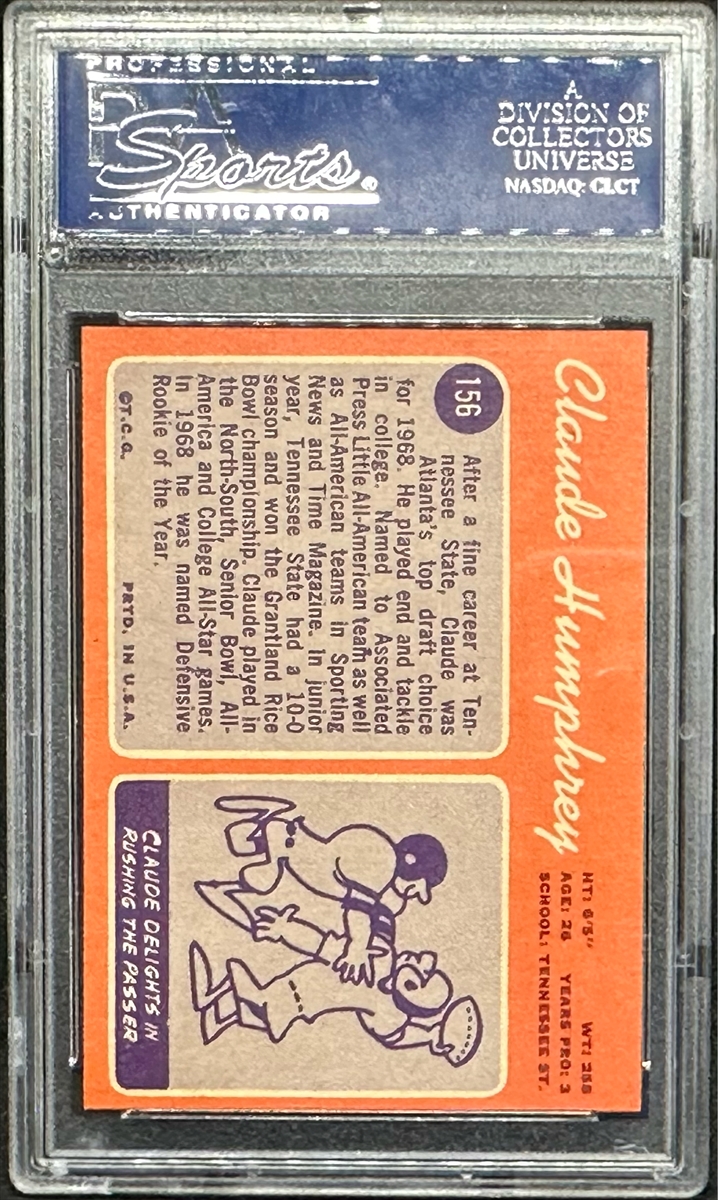 PROFESSIONAL
PSA
Sports®
AUTHENTICATOR
A
DIVISION OF
COLLECTORS
UNIVERSE
NASDAQ: CLCT
Claude Humphrey
HT: 6'5" WT: 255
AGE: 26 YEARS PRO: 3
SCHOOL: TENNESSEE ST.
156
After a fine career at Ten-
nessee State, Claude was
Atlanta's top draft choice
for 1968. He played end and tackle
in college. Named to Associated
Press Little All-American team as well
as All-American teams in Sporting
News and Time Magazine. In junior
year, Tennessee State had a 10-0
season and won the Grantland Rice
Bowl championship. Claude played in
the North-South, Senior Bowl, All-
America and College All-Star games.
In 1968 he was named Defensive
Rookie of the Year.
©T.C.G. PRTD. IN U.S.A.
CLAUDE DELIGHTS IN
RUSHING THE PASSER.